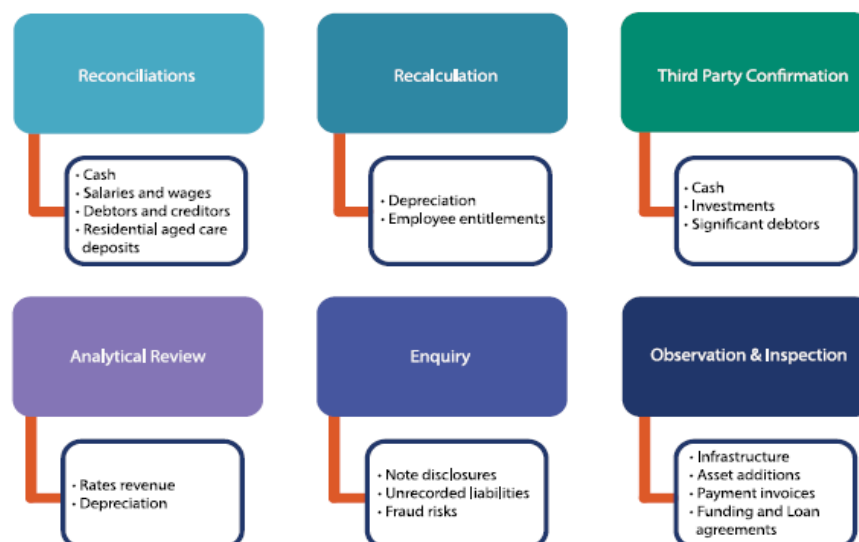 Reconciliations
• Cash
• Salaries and wages
• Debtors and creditors
• Residential aged care
deposits
Recalculation
• Depreciation
• Employee entitlements
Third Party Confirmation
• Cash
• Investments
• Significant debtors
Analytical Review
• Rates revenue
• Depreciation
Enquiry
• Note disclosures
• Unrecorded liabilities
• Fraud risks
Observation & Inspection
• Infrastructure
• Asset additions
• Payment invoices
• Funding and Loan
agreements